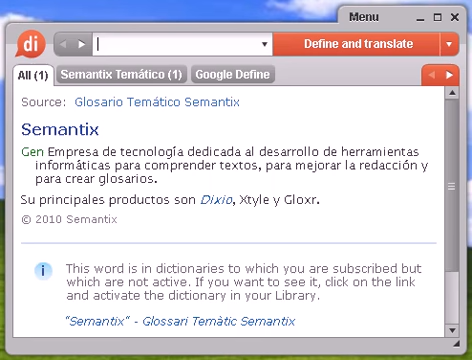 Menu
di
Define and translate
All (1)
Semantix Temático (1)
Google Define
Source: Glosario Temático Semantix
Semantix
Gen Empresa de tecnología dedicada al desarrollo de herramientas
informáticas para comprender textos, para mejorar la redacción y
para crear glosarios.
Su principales productos son Dixio, Xtyle y Gloxr.
© 2010 Semantix
i
This word is in dictionaries to which you are subscribed but
which are not active. If you want to see it, click on the link
and activate the dictionary in your Library.
"Semantix" - Glossari Temàtic Semantix